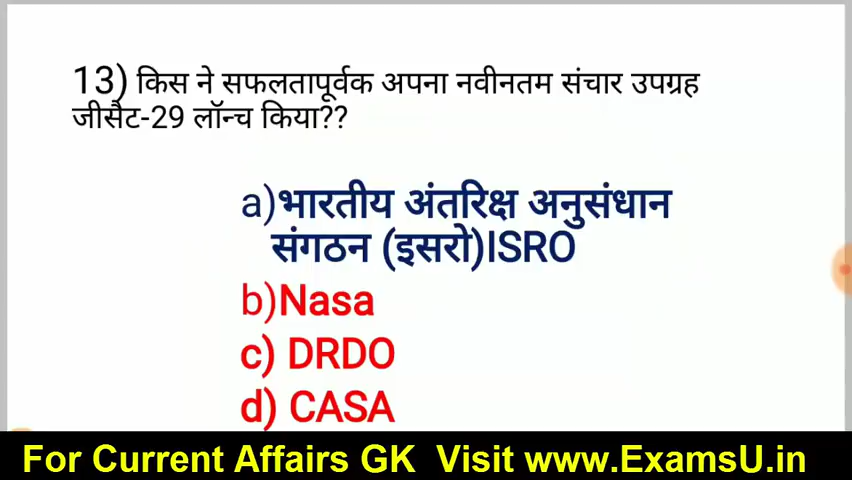 13) किस ने सफलतापूर्वक अपना नवीनतम संचार उपग्रह
जीसैट-29 लॉन्च किया??
a)भारतीय अंतरिक्ष अनुसंधान
संगठन (इसरो)ISRO
b)Nasa
c) DRDO
d) CASA
For Current Affairs GK Visit www.ExamsU.in